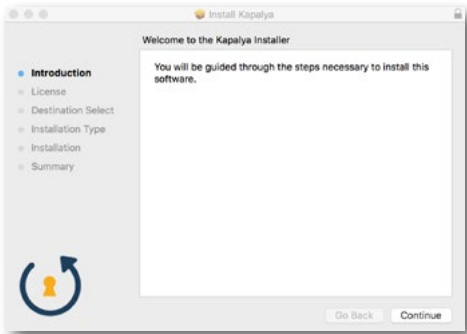 Install Kapalya
Welcome to the Kapalya Installer
Introduction
License
Destination Select
Installation Type
Installation
Summary
You will be guided through the steps necessary to install this
software.
Go Back
Continue